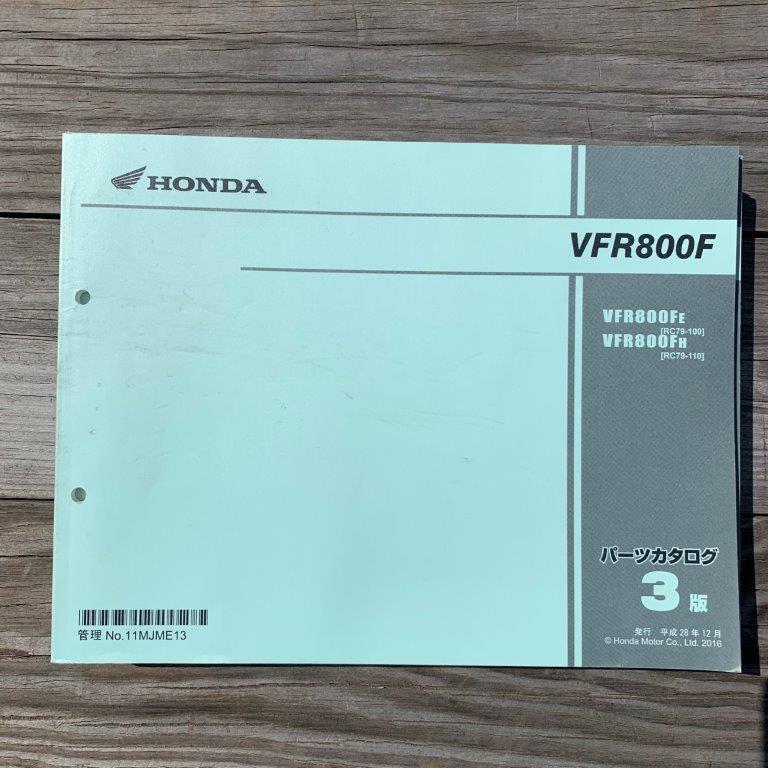 HONDA
VFR800F
VFR800FE
[RC79-100]
VFR800FH
[RC79-110]
パーツカタログ
3版
発行 平成28年12月
© Honda Motor Co., Ltd. 2016
管理 No.11MJME13